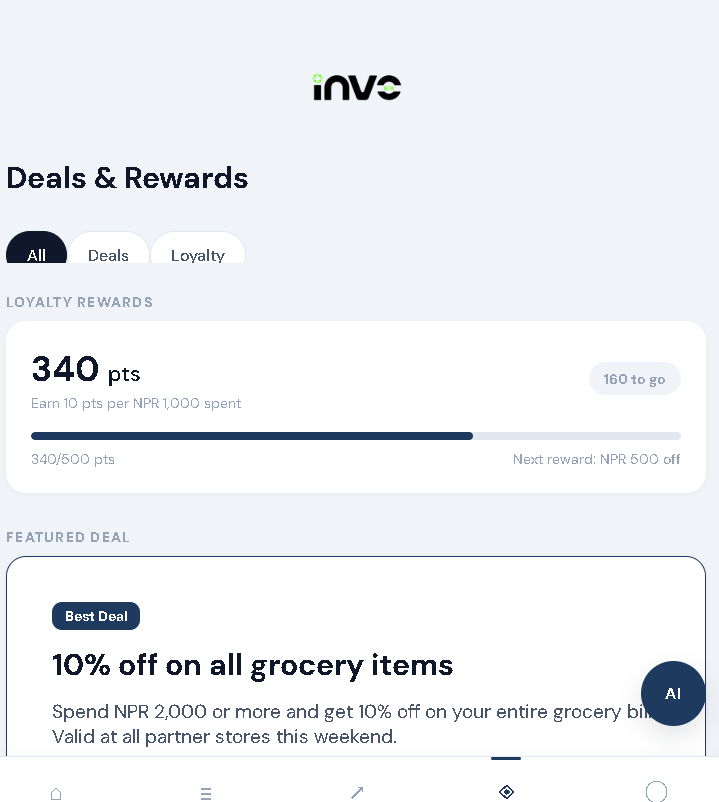 invo
Deals & Rewards
All Deals Loyalty
LOYALTY REWARDS
340 pts
160 to go
Earn 10 pts per NPR 1,000 spent
340/500 pts Next reward: NPR 500 off
FEATURED DEAL
Best Deal
10% off on all grocery items
AI
Spend NPR 2,000 or more and get 10% off on your entire grocery
Valid at all partner stores this weekend.